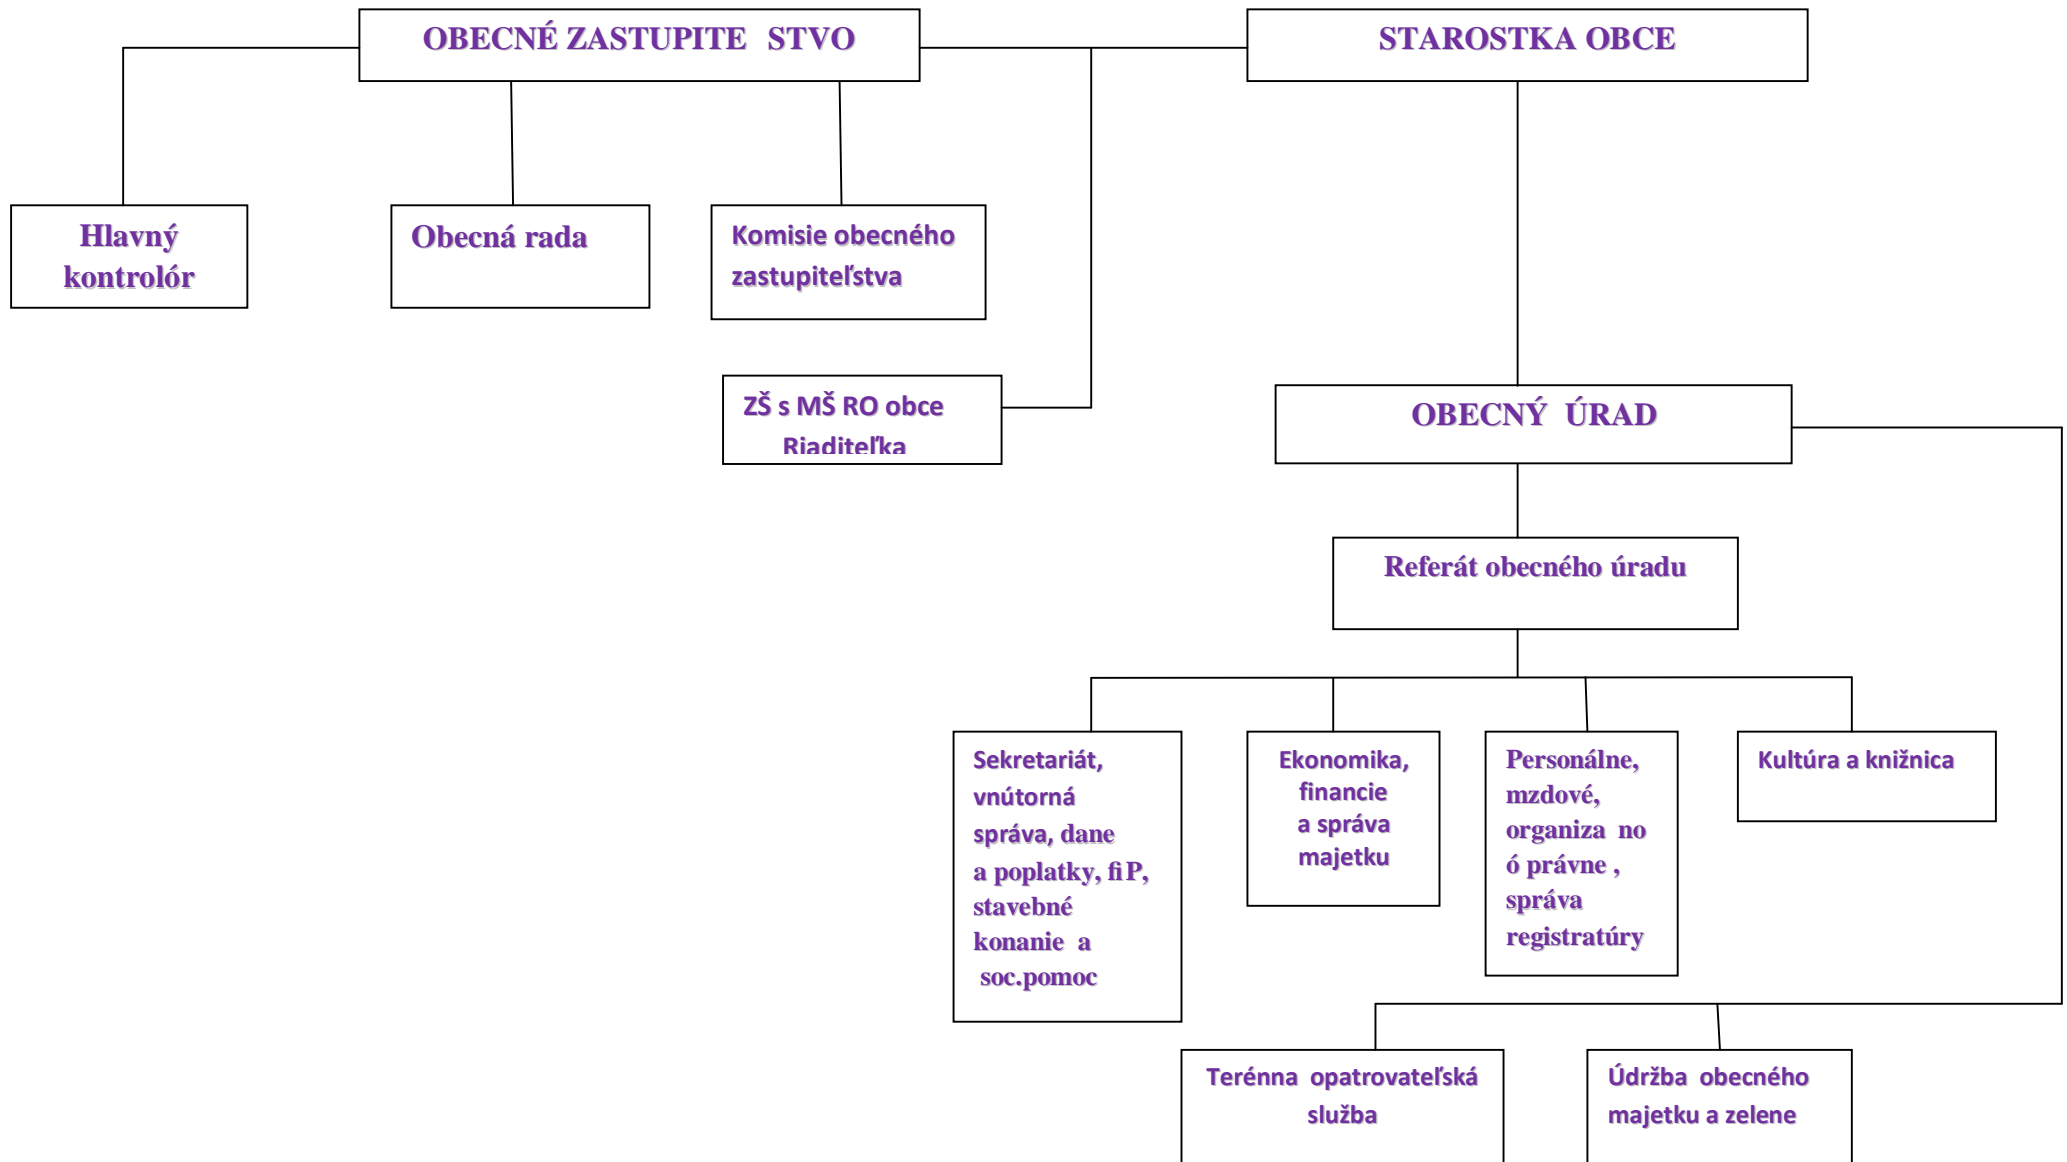 OBECNÉ ZASTUPITE STVO
STAROSTKA OBCE
Hlavný
kontrolór
Obecná rada
Komisie obecného
zastupiteľstva
ZŠ s MŠ RO obce
Riaditeľka
OBECNÝ ÚRAD
Referát obecného úradu
Sekretariát,
vnútorná
správa, dane
a poplatky, fiP,
stavebné
konanie a
soc.pomoc
Ekonomika,
financie
a správa
majetku
Personálne,
mzdové,
organiza no
ó právne ,
správa
registratúry
Kultúra a knižnica
Terénna opatrovateľská
služba
Údržba obecného
majetku a zelene